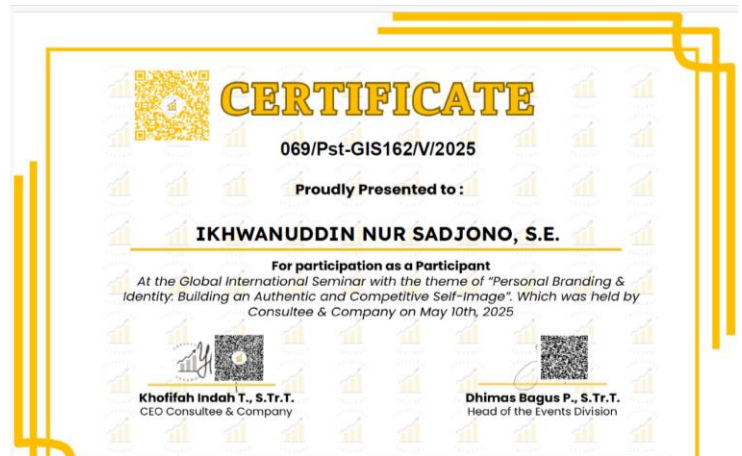 CERTIFICATE
069/Pst-GIS162/V/2025
Proudly Presented to :
IKHWANUDDIN NUR SADJONO, S.E.
For participation as a Participant
At the Global International Seminar with the theme of “Personal Branding &
Identity: Building an Authentic and Competitive Self-Image”. Which was held by
Consultee & Company on May 10th, 2025
Khofifah Indah T., S.Tr.T.
CEO Consultee & Company
Dhimas Bagus P., S.Tr.T.
Head of the Events Division